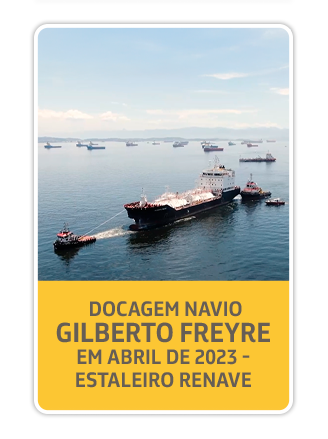 DOCAGEM NAVIO
GILBERTO FREYRE
EM ABRIL DE 2023 -
ESTALEIRO RENAVE